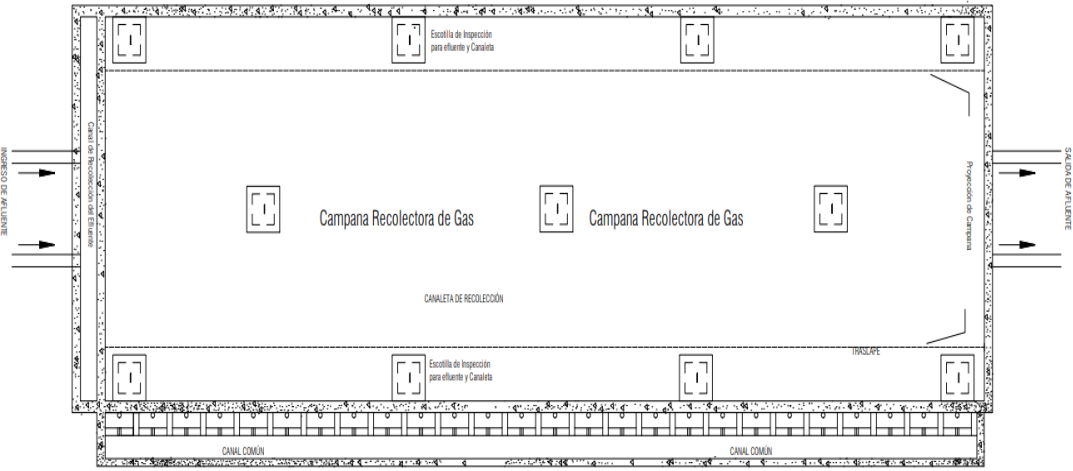 Escotilla de Inspección
para efluente y Canaleta
INGRESO DE AFLUENTE
Canal de Recolección del Efluente
Campana Recolectora de Gas
Campana Recolectora de Gas
Proyección de Campana
SALIDA DE AFLUENTE
CANALETA DE RECOLECCIÓN
TRASLAPE
Escotilla de Inspección
para efluente y Canaleta
CANAL COMÚN
CANAL COMÚN